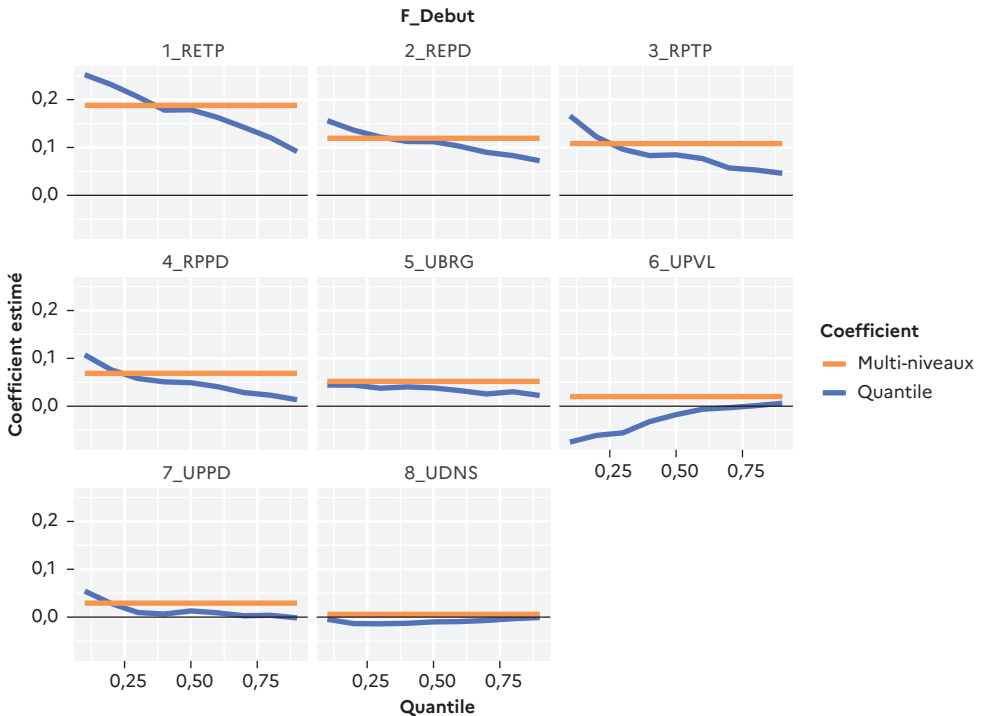 F_Debut
1_RETP 2_REPD 3_RPTP
0,2
0,1
0,0
4_RPPD 5_UBRG 6_UPVL
0,2
0,1
0,0
0,25 0,50 0,75
7_UPPD 8_UDNS
0,2
0,1
0,0
0,25 0,50 0,75 0,25 0,50 0,75
Quantile
Coefficient estimé
Coefficient
Multi-niveaux
Quantile